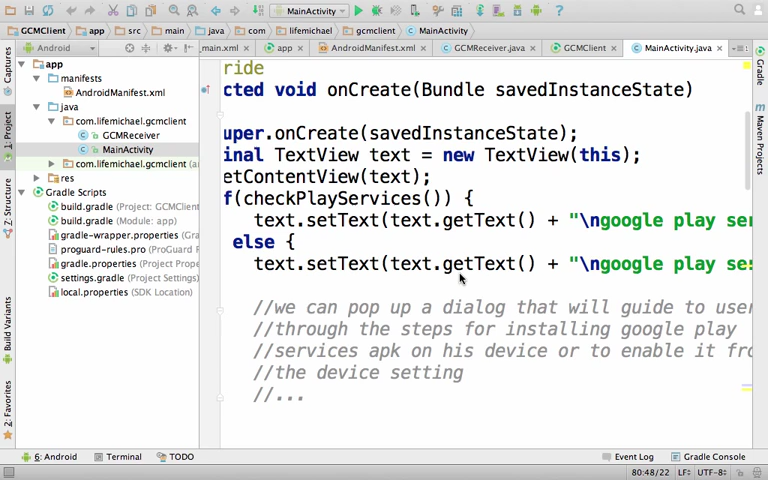 MainActivity
GCMClient
app
src
main
java
com
lifemichael
gcmclient
MainActivity
Android
_main.xml
app
AndroidManifest.xml
GCMReceiver.java
GCMClient
MainActivity.java
Captures
1: Project
Z: Structure
Build Variants
2: Favorites
app
manifests
AndroidManifest.xml
java
com.lifemichael.gcmclient
GCMReceiver
MainActivity
com.lifemichael.gcmclient (a
res
Gradle Scripts
build.gradle (Project: GCMClient
build.gradle (Module: app)
gradle-wrapper.properties (Gra
proguard-rules.pro (ProGuard
gradle.properties (Project Prop
settings.gradle (Project Settings)
local.properties (SDK Location)
ride
cted void onCreate(Bundle savedInstanceState)
uper.onCreate(savedInstanceState);
inal TextView text = new TextView(this);
etContentView(text);
f(checkPlayServices()) {
text.setText(text.getText() + "\ngoogle play ser
else {
text.setText(text.getText() + "\ngoogle play ser
//we can pop up a dialog that will guide to user
//through the steps for installing google play
//services apk on his device or to enable it fro
//the device setting
//...
Gradle
Maven Projects
6: Android
Terminal
TODO
Event Log
Gradle Console
80:48/22
LF
UTF-8